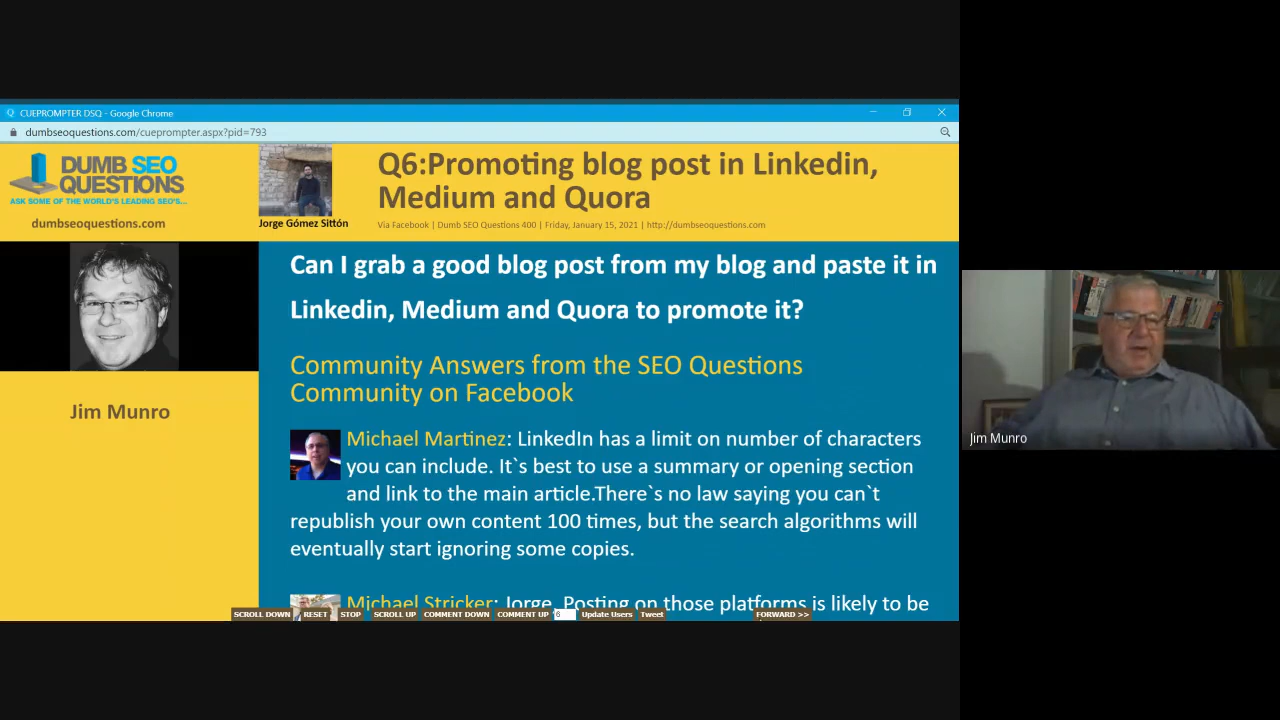 CUEPROMPTER DSQ - Google Chrome
dumbseoquestions.com/cueprompter.aspx?pid=793
DUMB SEO
QUESTIONS
ASK SOME OF THE WORLD'S LEADING SEO'S...
dumbseoquestions.com
Jorge Gómez Sittón
Q6:Promoting blog post in Linkedin,
Medium and Quora
Via Facebook | Dumb SEO Questions 400 | Friday, January 15, 2021 | http://dumbseoquestions.com
Jim Munro
Can I grab a good blog post from my blog and paste it in
Linkedin, Medium and Quora to promote it?
Community Answers from the SEO Questions
Community on Facebook
Michael Martinez: LinkedIn has a limit on number of characters
you can include. It`s best to use a summary or opening section
and link to the main article.There`s no law saying you can`t
republish your own content 100 times, but the search algorithms will
eventually start ignoring some copies.
Michael Stricker: Jorge, Posting on those platforms is likely to be
SCROLL DOWN RESET STOP SCROLL UP COMMENT DOWN COMMENT UP 6 Update Users Tweet FORWARD >>
Jim Munro